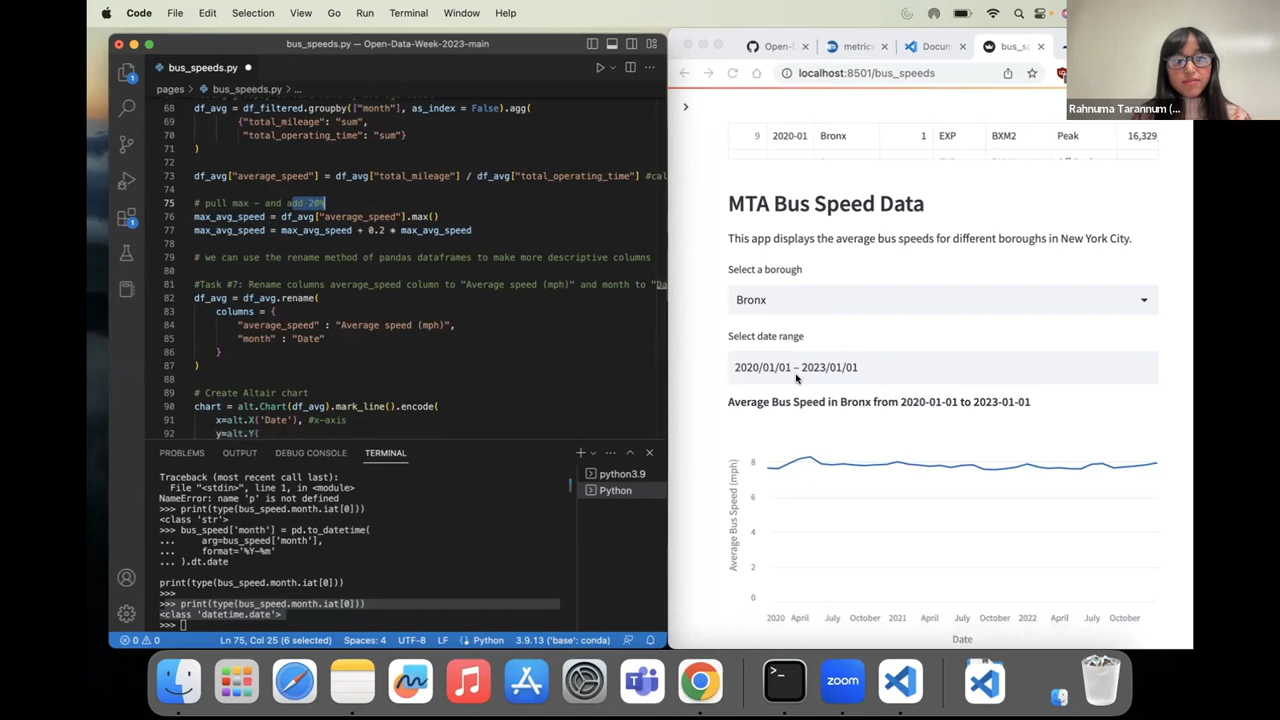 Code File Edit Selection View Go Run Terminal Window Help
bus_speeds.py — Open-Data-Week-2023-main
bus_speeds.py
pages > bus_speeds.py > ...
68 df_avg = df_filtered.groupby(["month"], as_index = False).agg(
69 {"total_mileage": "sum",
70 "total_operating_time": "sum"}
71 )
72
73 df_avg["average_speed"] = df_avg["total_mileage"] / df_avg["total_operating_time"] #cal
74
75 # pull max - and add 20%
76 max_avg_speed = df_avg["average_speed"].max()
77 max_avg_speed = max_avg_speed + 0.2 * max_avg_speed
78
79 # we can use the rename method of pandas dataframes to make more descriptive columns
80
81 #Task #7: Rename columns average_speed column to "Average speed (mph)" and month to "Da
82 df_avg = df_avg.rename(
83 columns = {
84 "average_speed" : "Average speed (mph)",
85 "month" : "Date"
86 }
87 )
88
89 # Create Altair chart
90 chart = alt.Chart(df_avg).mark_line().encode(
91 x=alt.X('Date'), #x-axis
92 y=alt.Y(
PROBLEMS OUTPUT DEBUG CONSOLE TERMINAL
Traceback (most recent call last):
File "<stdin>", line 1, in <module>
NameError: name 'p' is not defined
>>> print(type(bus_speed.month.iat[0]))
<class 'str'>
>>> bus_speed['month'] = pd.to_datetime(
... arg=bus_speed['month'],
... format='%Y-%m'
... ).dt.date
print(type(bus_speed.month.iat[0]))
>>>
>>> print(type(bus_speed.month.iat[0]))
<class 'datetime.date'>
>>>
python3.9
Python
0 0 Ln 75, Col 25 (6 selected) Spaces: 4 UTF-8 LF Python 3.9.13 ('base': conda)
Open-l metrics Docum bus_s
localhost:8501/bus_speeds
Rahnuma Tarannum (...
9 2020-01 Bronx 1 EXP BXM2 Peak 16,329
MTA Bus Speed Data
This app displays the average bus speeds for different boroughs in New York City.
Select a borough
Bronx
Select date range
2020/01/01 – 2023/01/01
Average Bus Speed in Bronx from 2020-01-01 to 2023-01-01
Average Bus Speed (mph)
8
6
4
2
0
2020 April July October 2021 April July October 2022 April July October
Date
zoom